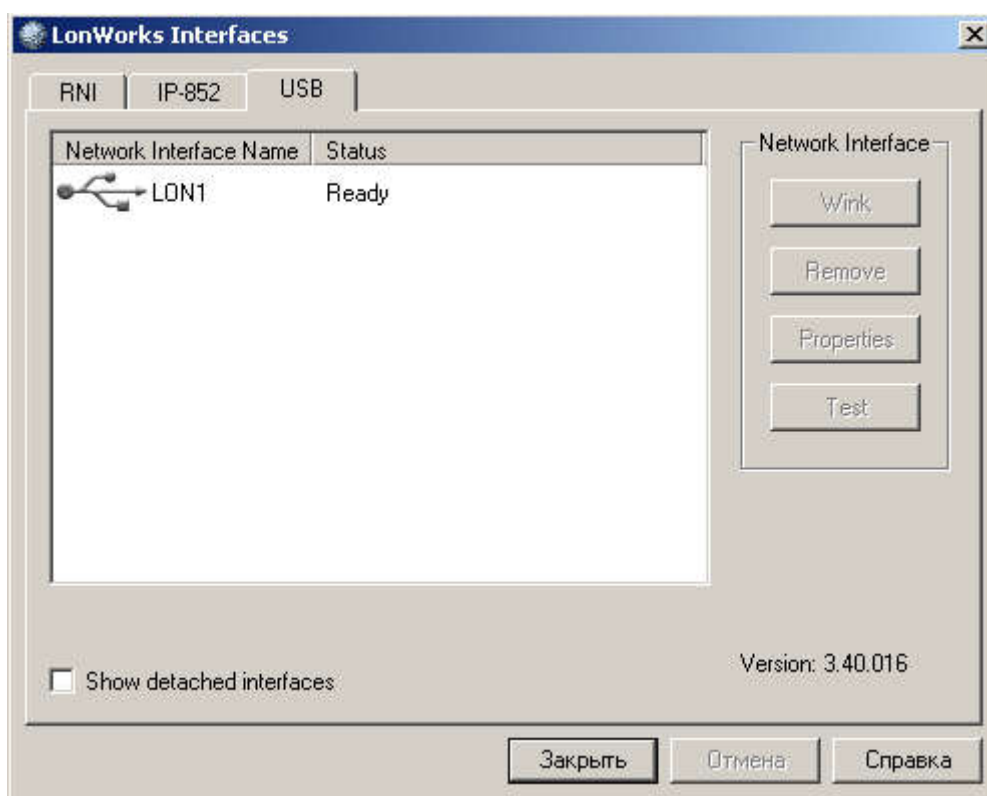 LonWorks Interfaces
RNI IP-852 USB
Network Interface Name Status
LON1 Ready
Network Interface
Wink
Remove
Properties
Test
Show detached interfaces
Version: 3.40.016
Закрыть Отмена Справка